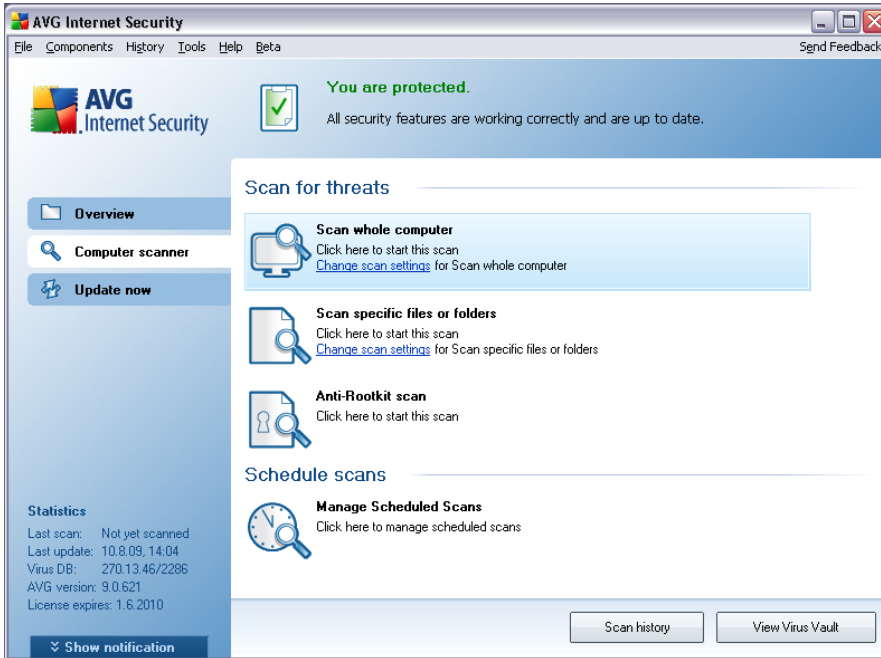 AVG Internet Security
File Components History Tools Help Beta Send Feedback
AVG
Internet Security
You are protected.
All security features are working correctly and are up to date.
Overview
Computer scanner
Update now
Scan for threats
Scan whole computer
Click here to start this scan
Change scan settings for Scan whole computer
Scan specific files or folders
Click here to start this scan
Change scan settings for Scan specific files or folders
Anti-Rootkit scan
Click here to start this scan
Schedule scans
Manage Scheduled Scans
Click here to manage scheduled scans
Statistics
Last scan: Not yet scanned
Last update: 10.8.09, 14:04
Virus DB: 270.13.46/2286
AVG version: 9.0.621
License expires: 1.6.2010
Show notification
Scan history
View Virus Vault